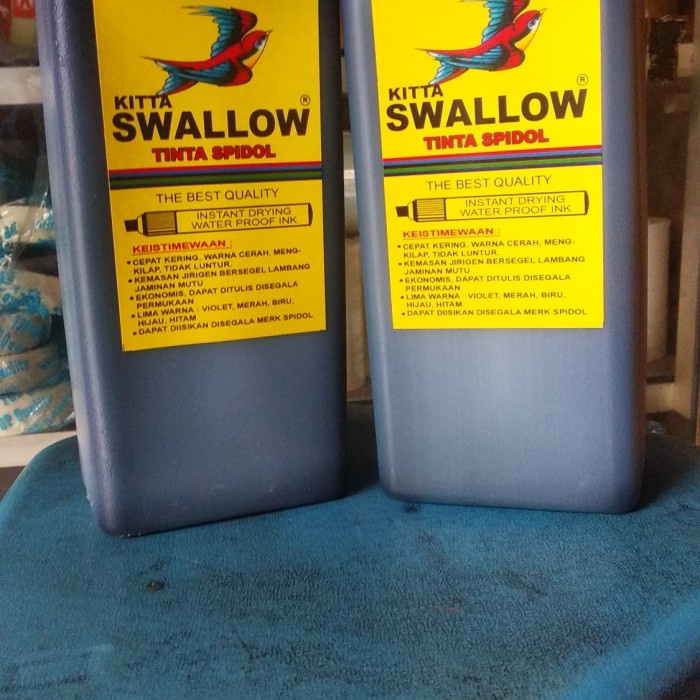 KITTA
SWALLOW ®
TINTA SPIDOL
THE BEST QUALITY
INSTANT DRYING
WATER PROOF INK
KEISTIMEWAAN :
• CEPAT KERING, WARNA CERAH, MENG-
KILAP, TIDAK LUNTUR.
• KEMASAN JIRIGEN BERSEGEL LAMBANG
JAMINAN MUTU
• EKONOMIS, DAPAT DITULIS DISEGALA
PERMUKAAN
• LIMA WARNA : VIOLET, MERAH, BIRU,
HIJAU, HITAM
• DAPAT DIISIKAN DISEGALA MERK SPIDOL
KITTA
SWALLOW ®
TINTA SPIDOL
THE BEST QUALITY
INSTANT DRYING
WATER PROOF INK
KEISTIMEWAAN :
• CEPAT KERING, WARNA CERAH, MENG-
KILAP, TIDAK LUNTUR.
• KEMASAN JIRIGEN BERSEGEL LAMBANG
JAMINAN MUTU
• EKONOMIS, DAPAT DITULIS DISEGALA
PERMUKAAN
• LIMA WARNA : VIOLET, MERAH, BIRU,
HIJAU, HITAM
• DAPAT DIISIKAN DISEGALA MERK SPIDOL